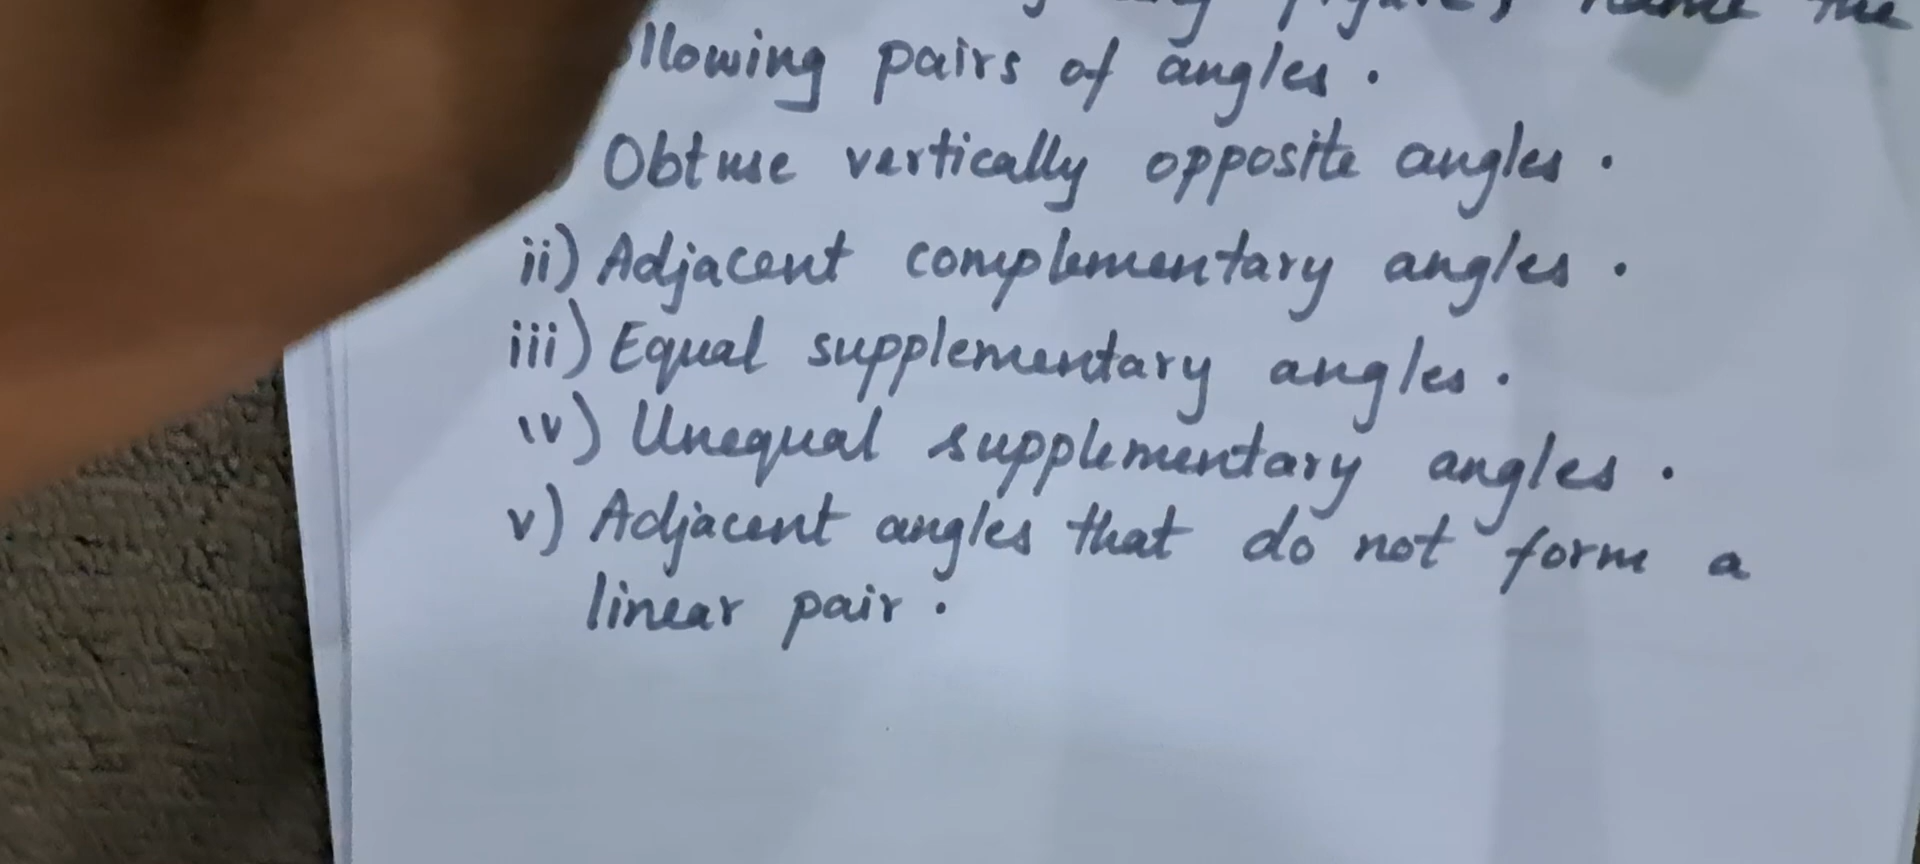 the
llowing pairs of angles.
Obtuse vertically opposite angles.
ii) Adjacent complementary angles.
iii) Equal supplementary angles.
iv) Unequal supplementary angles.
v) Adjacent angles that do not form a
linear pair.